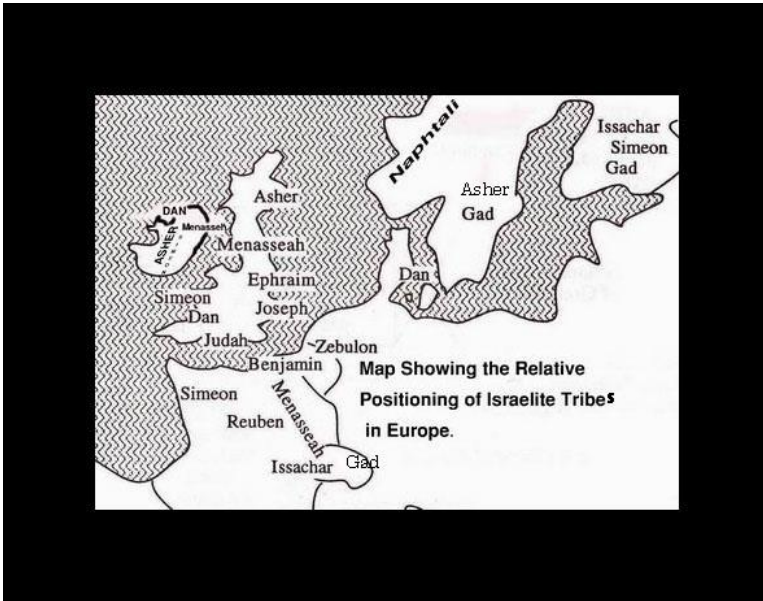 Naphtali
Issachar
Simeon
Gad
Asher
Gad
Asher
DAN
Menasseh
ASHER
Menasseah
Dan
Ephraim
Simeon
Joseph
Dan
Judah
Zebulon
Benjamin
Map Showing the Relative
Positioning of Israelite Tribes
in Europe.
Simeon
Menasseah
Reuben
Issachar
Gad